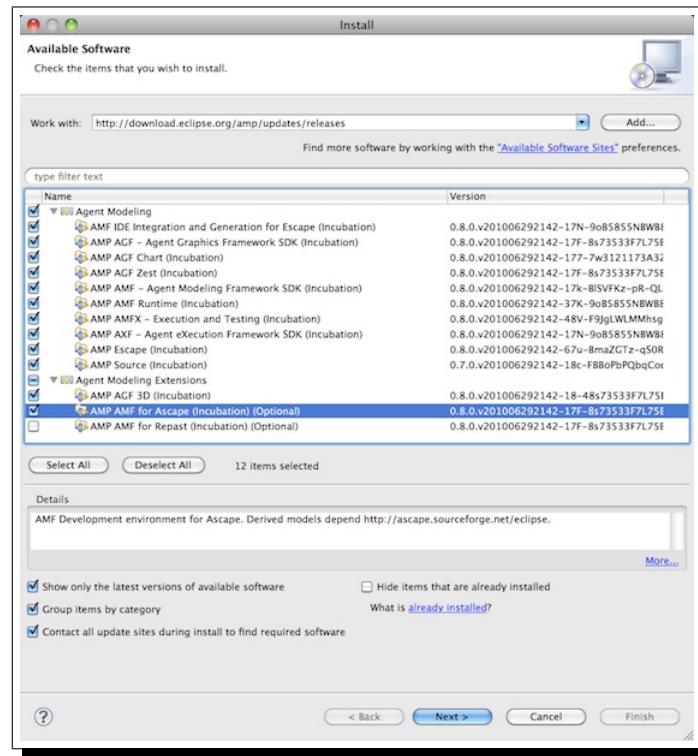 Install
Available Software
Check the items that you wish to install.
Work with: http://download.eclipse.org/amp/updates/releases Add...
Find more software by working with the "Available Software Sites" preferences.
type filter text
Name Version
Agent Modeling
AMF IDE Integration and Generation for Escape (Incubation) 0.8.0.v201006292142-17N-9oB5855NBWBE
AMP AGF – Agent Graphics Framework SDK (Incubation) 0.8.0.v201006292142-17F-8s73533F7L75E
AMP AGF Chart (Incubation) 0.8.0.v201006292142-177-7w3121173A32
AMP AGF Zest (Incubation) 0.8.0.v201006292142-17F-8s73533F7L75E
AMP AMF – Agent Modeling Framework SDK (Incubation) 0.8.0.v201006292142-17k-BlSVFKz-pR-QL
AMP AMF Runtime (Incubation) 0.8.0.v201006292142-37K-9oB5855NBWBE
AMP AMFX – Execution and Testing (Incubation) 0.8.0.v201006292142-48V-F9JgLWLMMhsg
AMP AXF – Agent eXecution Framework SDK (Incubation) 0.8.0.v201006292142-17N-9oB5855NBWBE
AMP Escape (Incubation) 0.8.0.v201006292142-67u-BmaZGTz-qS0R
AMP Source (Incubation) 0.7.0.v201006292142-18c-FBBoPbPQbqCoc
Agent Modeling Extensions
AMP AGF 3D (Incubation) 0.8.0.v201006292142-18-48s73533F7L75E
AMP AMF for Ascape (Incubation) (Optional) 0.8.0.v201006292142-17F-8s73533F7L75E
AMP AMF for Repast (Incubation) (Optional) 0.8.0.v201006292142-17F-8s73533F7L75E
Select All Deselect All 12 items selected
Details
AMF Development environment for Ascape. Derived models depend http://ascape.sourceforge.net/eclipse.
More...
Show only the latest versions of available software Hide items that are already installed
Group items by category What is already installed?
Contact all update sites during install to find required software
? < Back Next > Cancel Finish